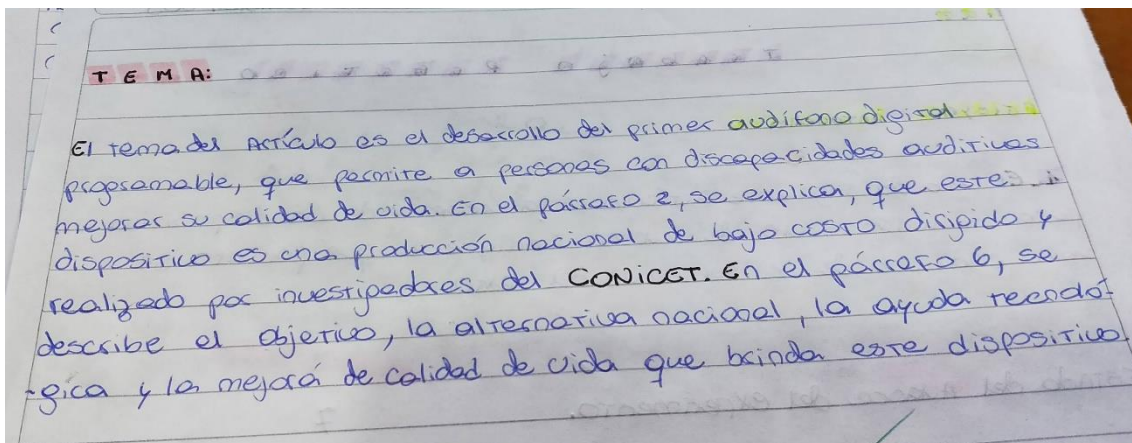 TEMA:
El tema del Artículo es el desarrollo del primer audífono digital
programable, que permite a personas con discapacidades auditivas
mejorar su calidad de vida. En el párrafo 2, se explica, que este
dispositivo es una producción nacional de bajo costo dirigido y
realizado por investigadores del CONICET. En el párrafo 6, se
describe el objetivo, la alternativa nacional, la ayuda tecnoló-
-gica y la mejora de calidad de vida que brinda este dispositivo.